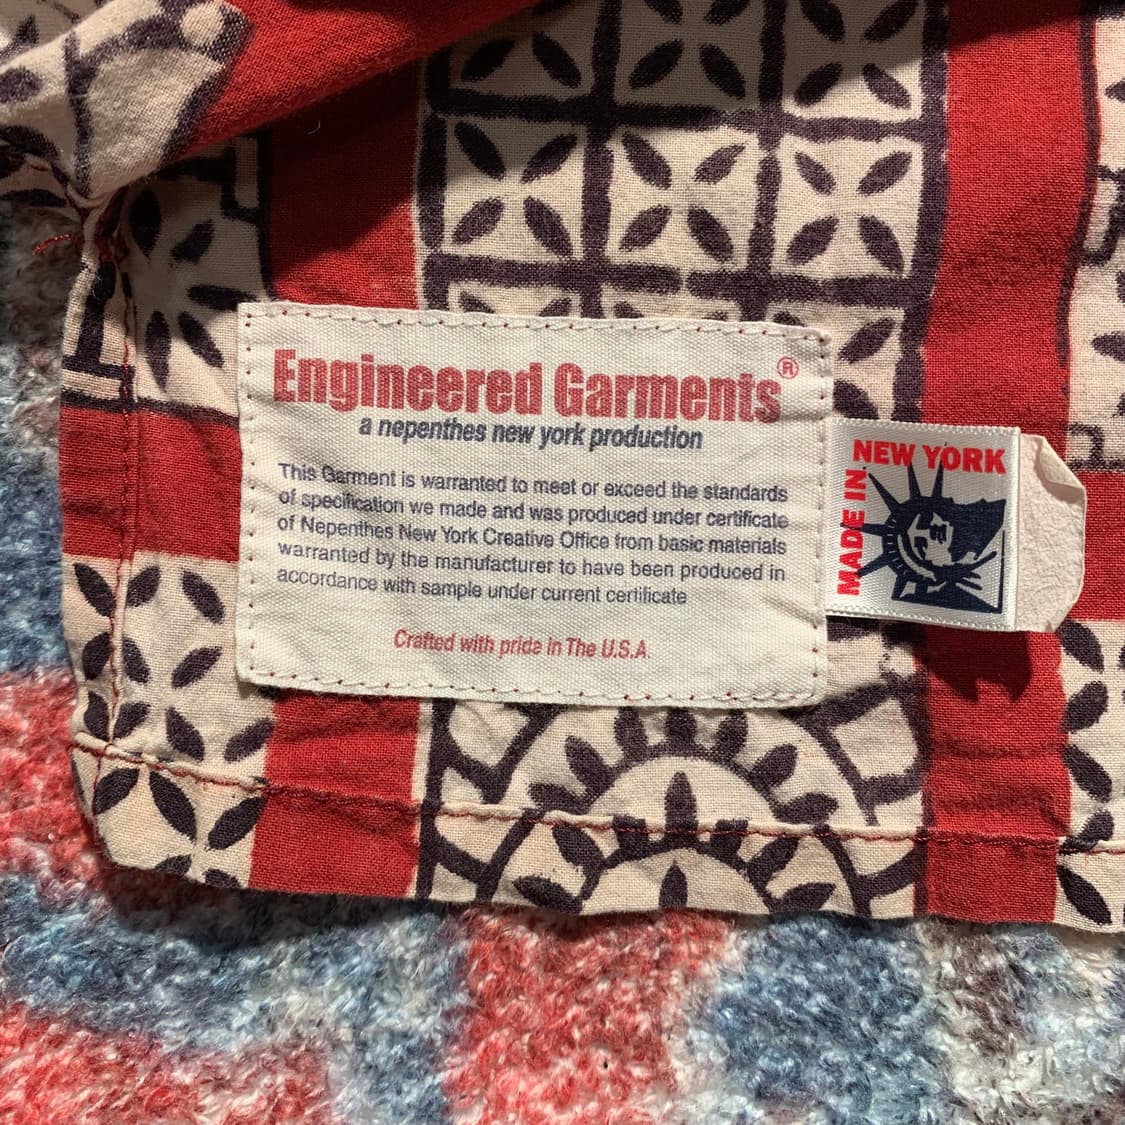 Engineered Garments®
a nepenthes new york production
This Garment is warranted to meet or exceed the standards
of specification we made and was produced under certificate
of Nepenthes New York Creative Office from basic materials
warranted by the manufacturer to have been produced in
accordance with sample under current certificate
Crafted with pride in The U.S.A.
MADE IN
NEW YORK